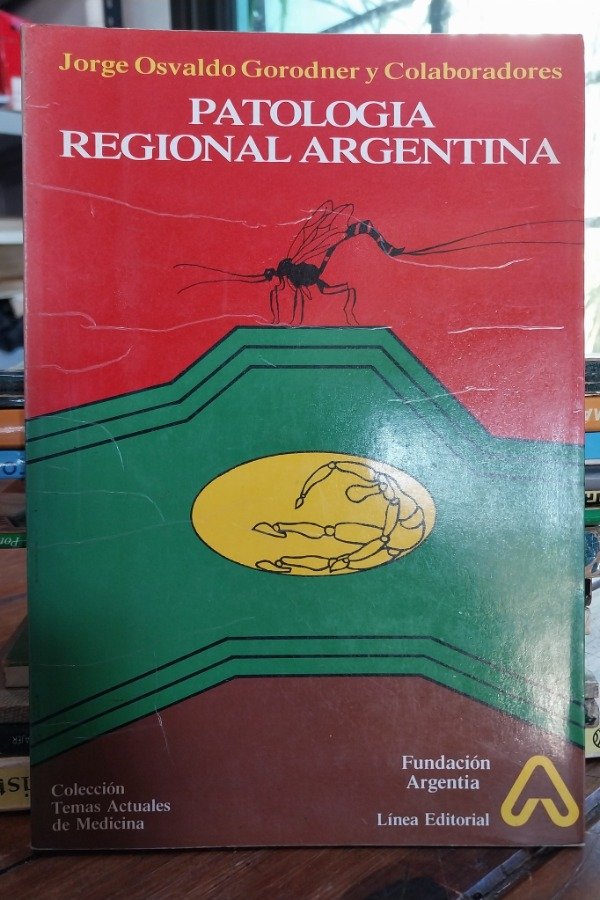 Jorge Osvaldo Gorodner y Colaboradores
PATOLOGIA
REGIONAL ARGENTINA
Colección
Temas Actuales
de Medicina
Fundación
Argentia
Línea Editorial